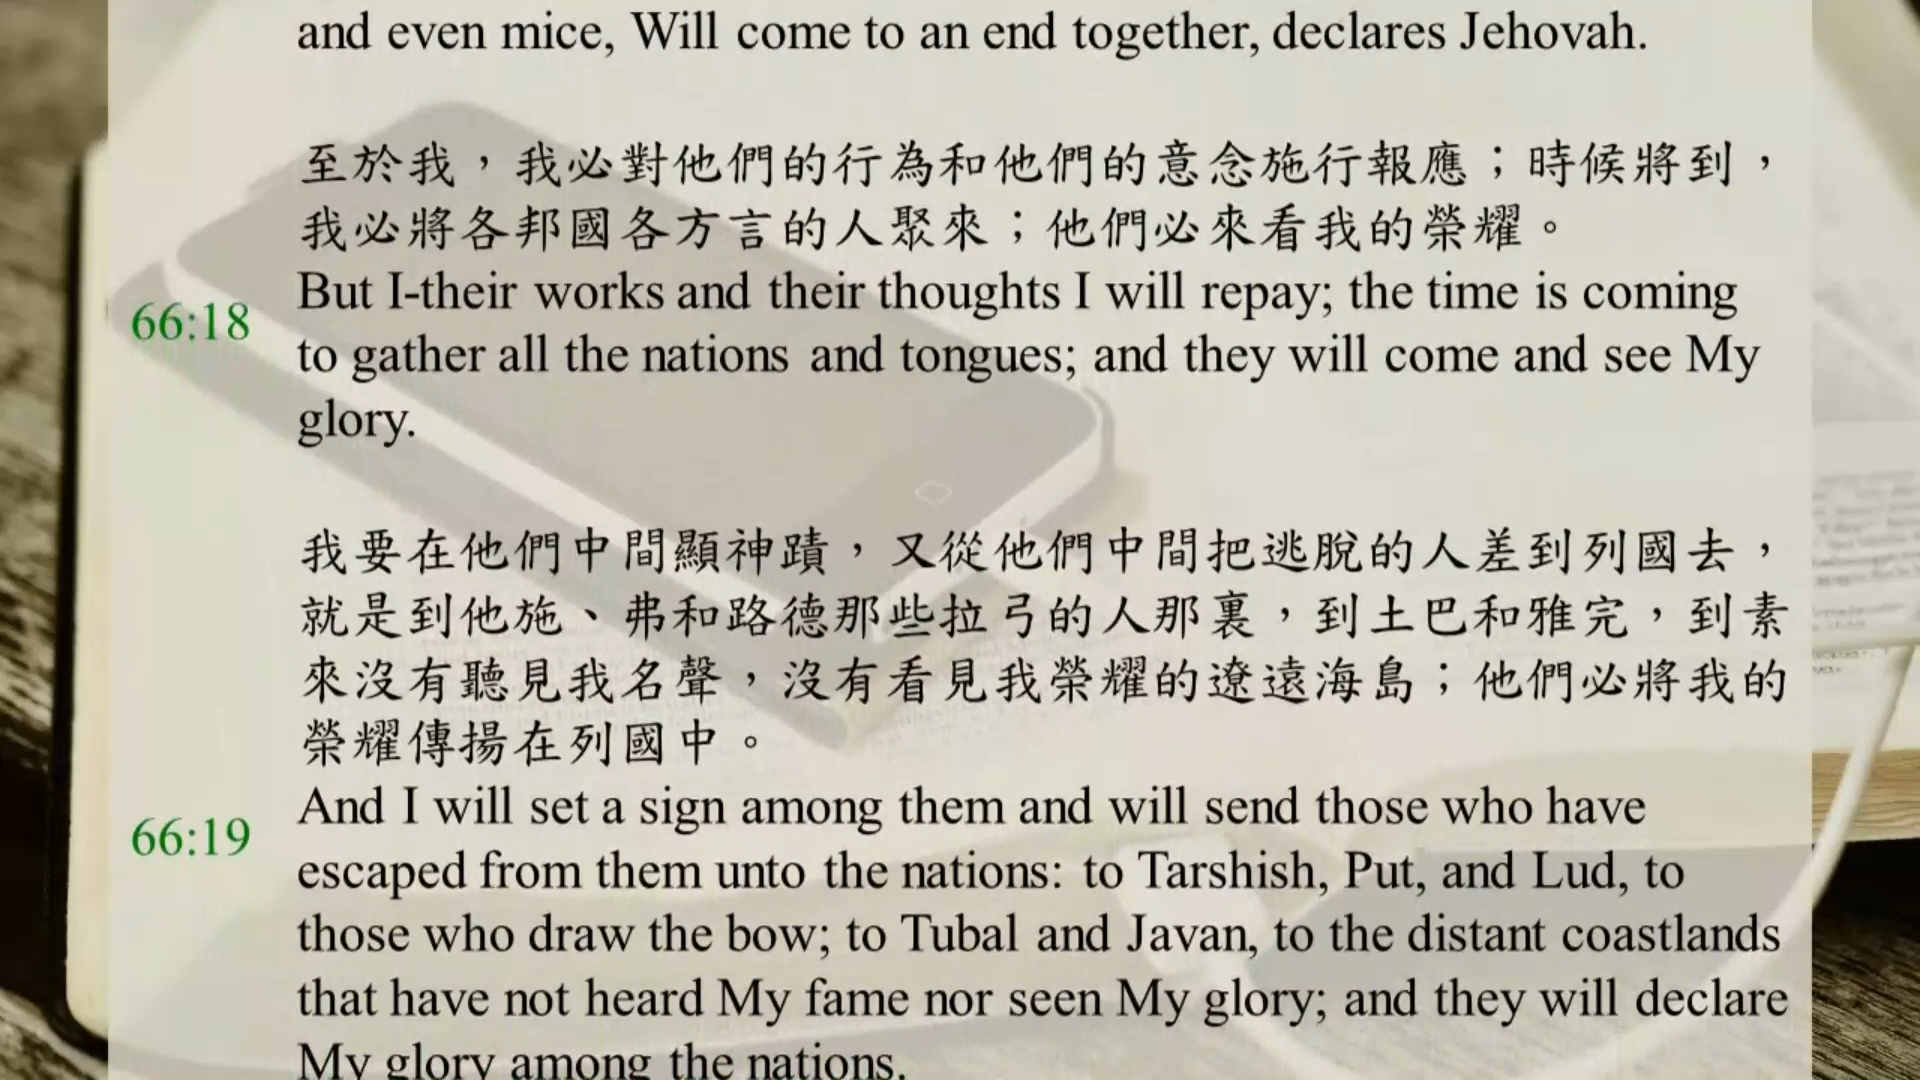 and even mice, Will come to an end together, declares Jehovah.
至於我，我必對他們的行為和他們的意念施行報應；時候將到，
我必將各邦國各方言的人聚來；他們必來看我的榮耀。
66:18
But I-their works and their thoughts I will repay; the time is coming
to gather all the nations and tongues; and they will come and see My
glory.
我要在他們中間顯神蹟，又從他們中間把逃脫的人差到列國去，
就是到他施、弗和路德那些拉弓的人那裏，到土巴和雅完，到素
來沒有聽見我名聲，沒有看見我榮耀的遼遠海島；他們必將我的
榮耀傳揚在列國中。
66:19
And I will set a sign among them and will send those who have
escaped from them unto the nations: to Tarshish, Put, and Lud, to
those who draw the bow; to Tubal and Javan, to the distant coastlands
that have not heard My fame nor seen My glory; and they will declare
My glory among the nations.